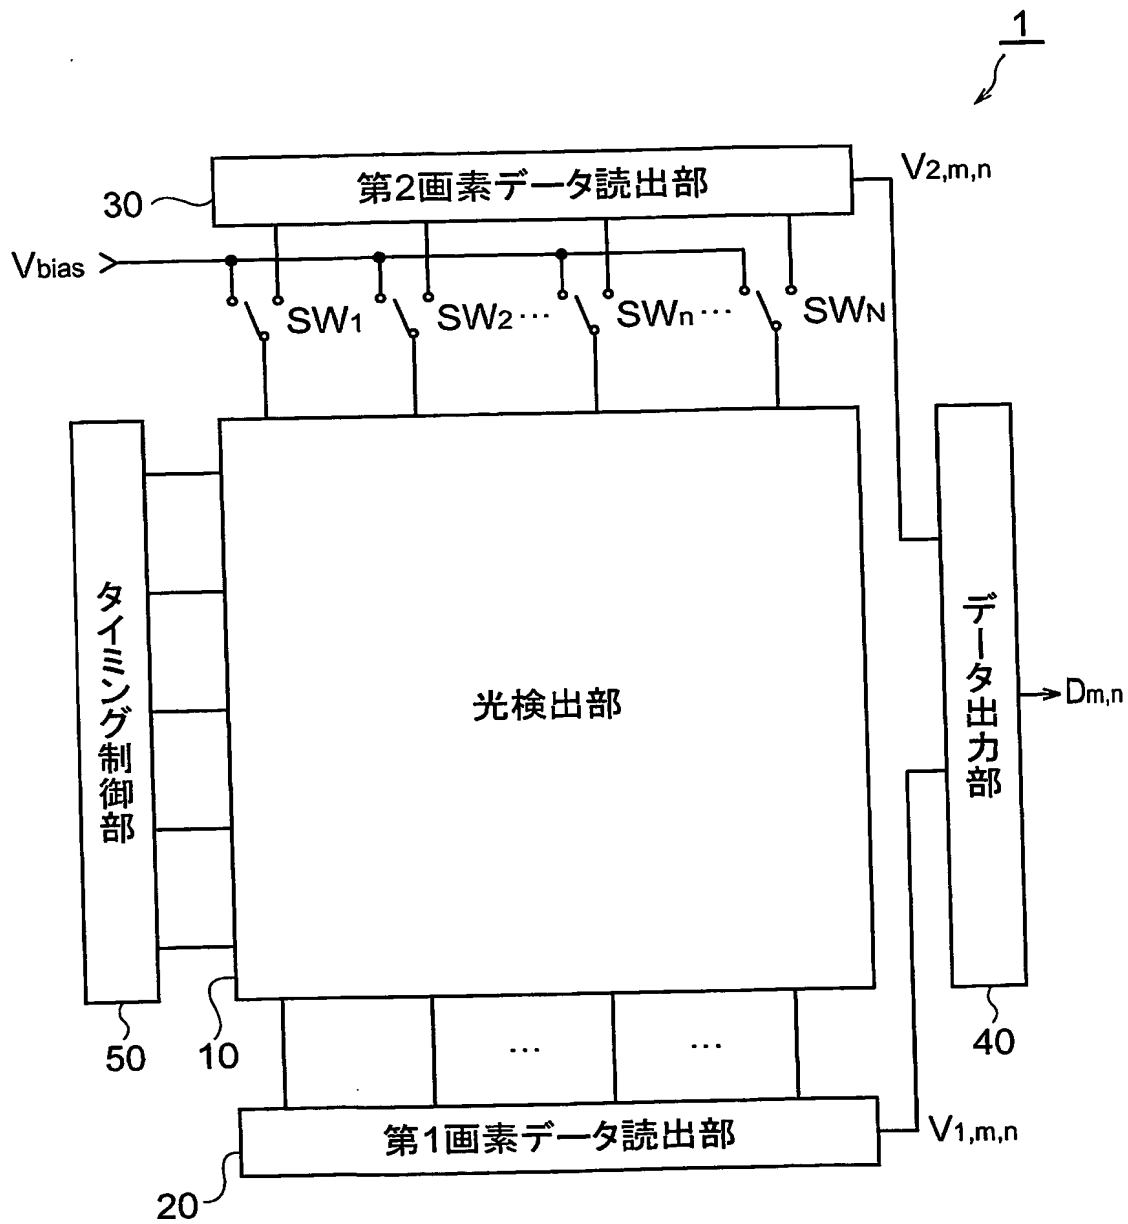 1
第2画素データ読出部
V2,m,n
30
Vbias
SW1
SW2…
SWn…
SWN
タイミング制御部
光検出部
データ出力部
Dm,n
50
10
…
…
40
第1画素データ読出部
V1,m,n
20